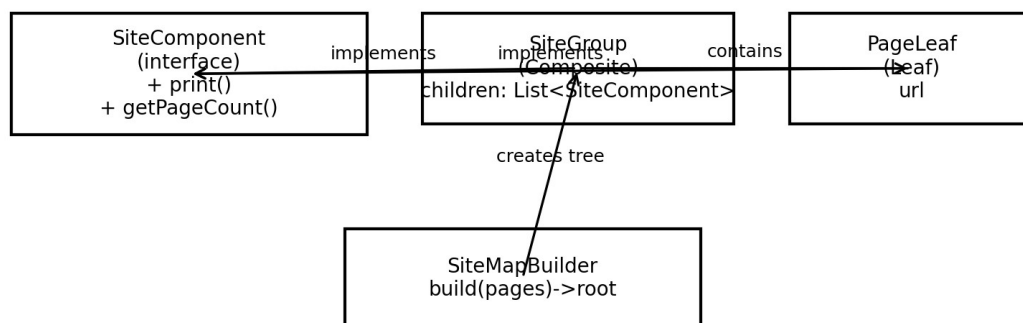 SiteComponent
(interface)
+ print()
+ getPageCount()
implements
implements
SiteGroup
(Composite)
children: List<SiteComponent>
contains
PageLeaf
(Leaf)
url
creates tree
SiteMapBuilder
build(pages)->root